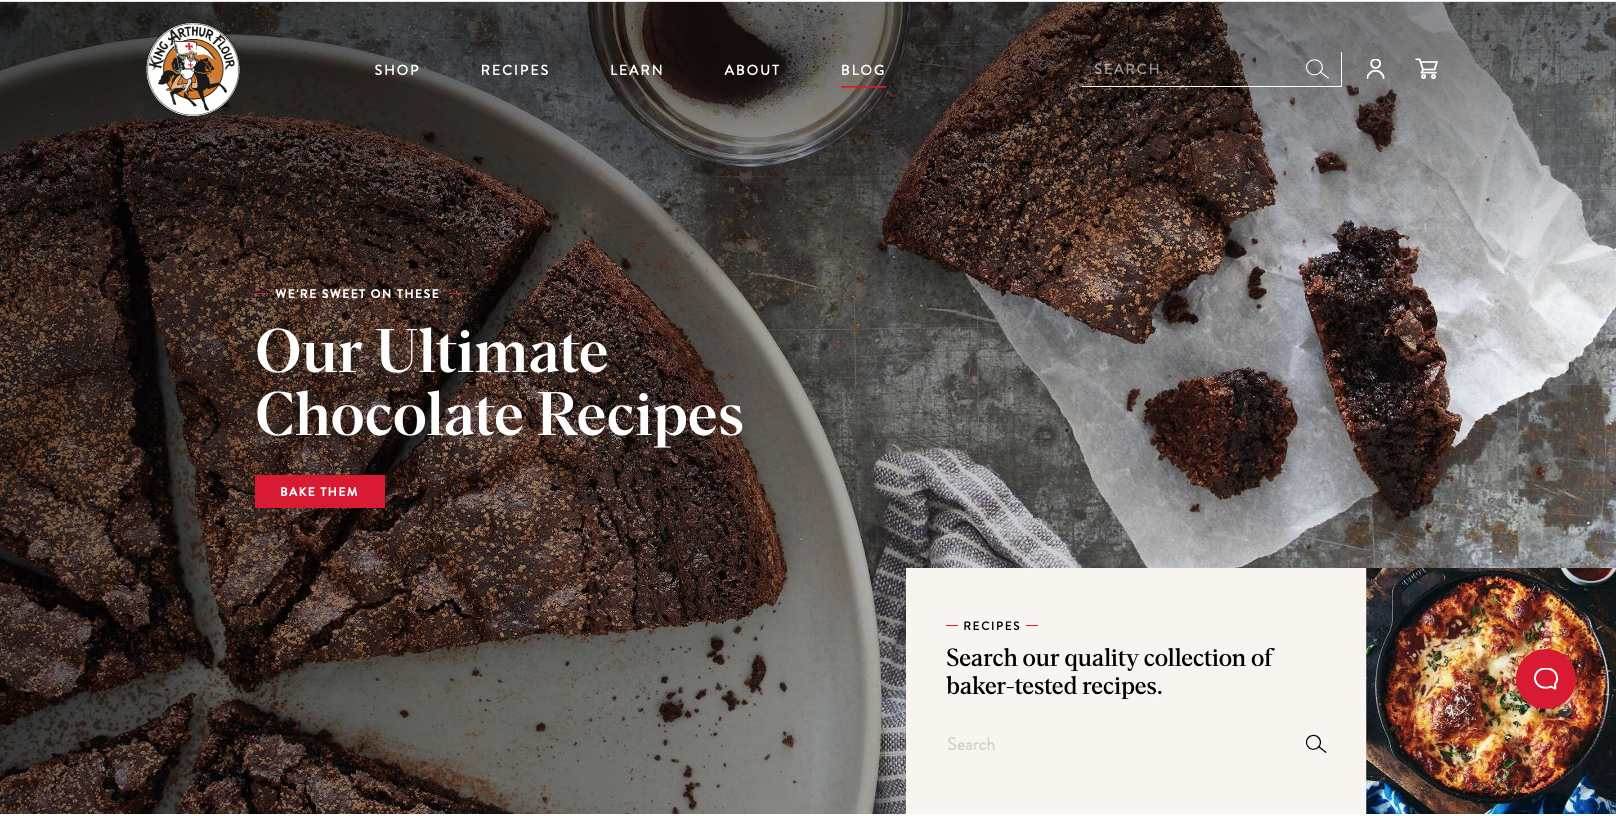 KING ARTHUR FLOUR
SHOP
RECIPES
LEARN
ABOUT
BLOG
SEARCH
WE'RE SWEET ON THESE
Our Ultimate
Chocolate Recipes
BAKE THEM
— RECIPES —
Search our quality collection of
baker-tested recipes.
Search